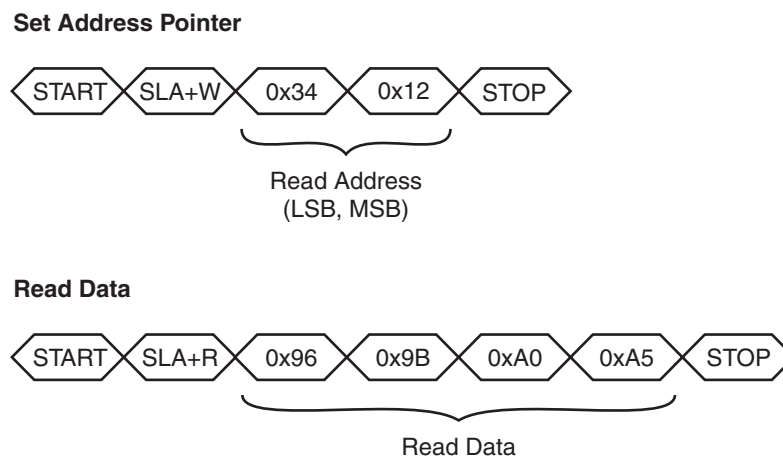 Set Address Pointer
START SLA+W 0x34 0x12 STOP
Read Address
(LSB, MSB)
Read Data
START SLA+R 0x96 0x9B 0xA0 0xA5 STOP
Read Data